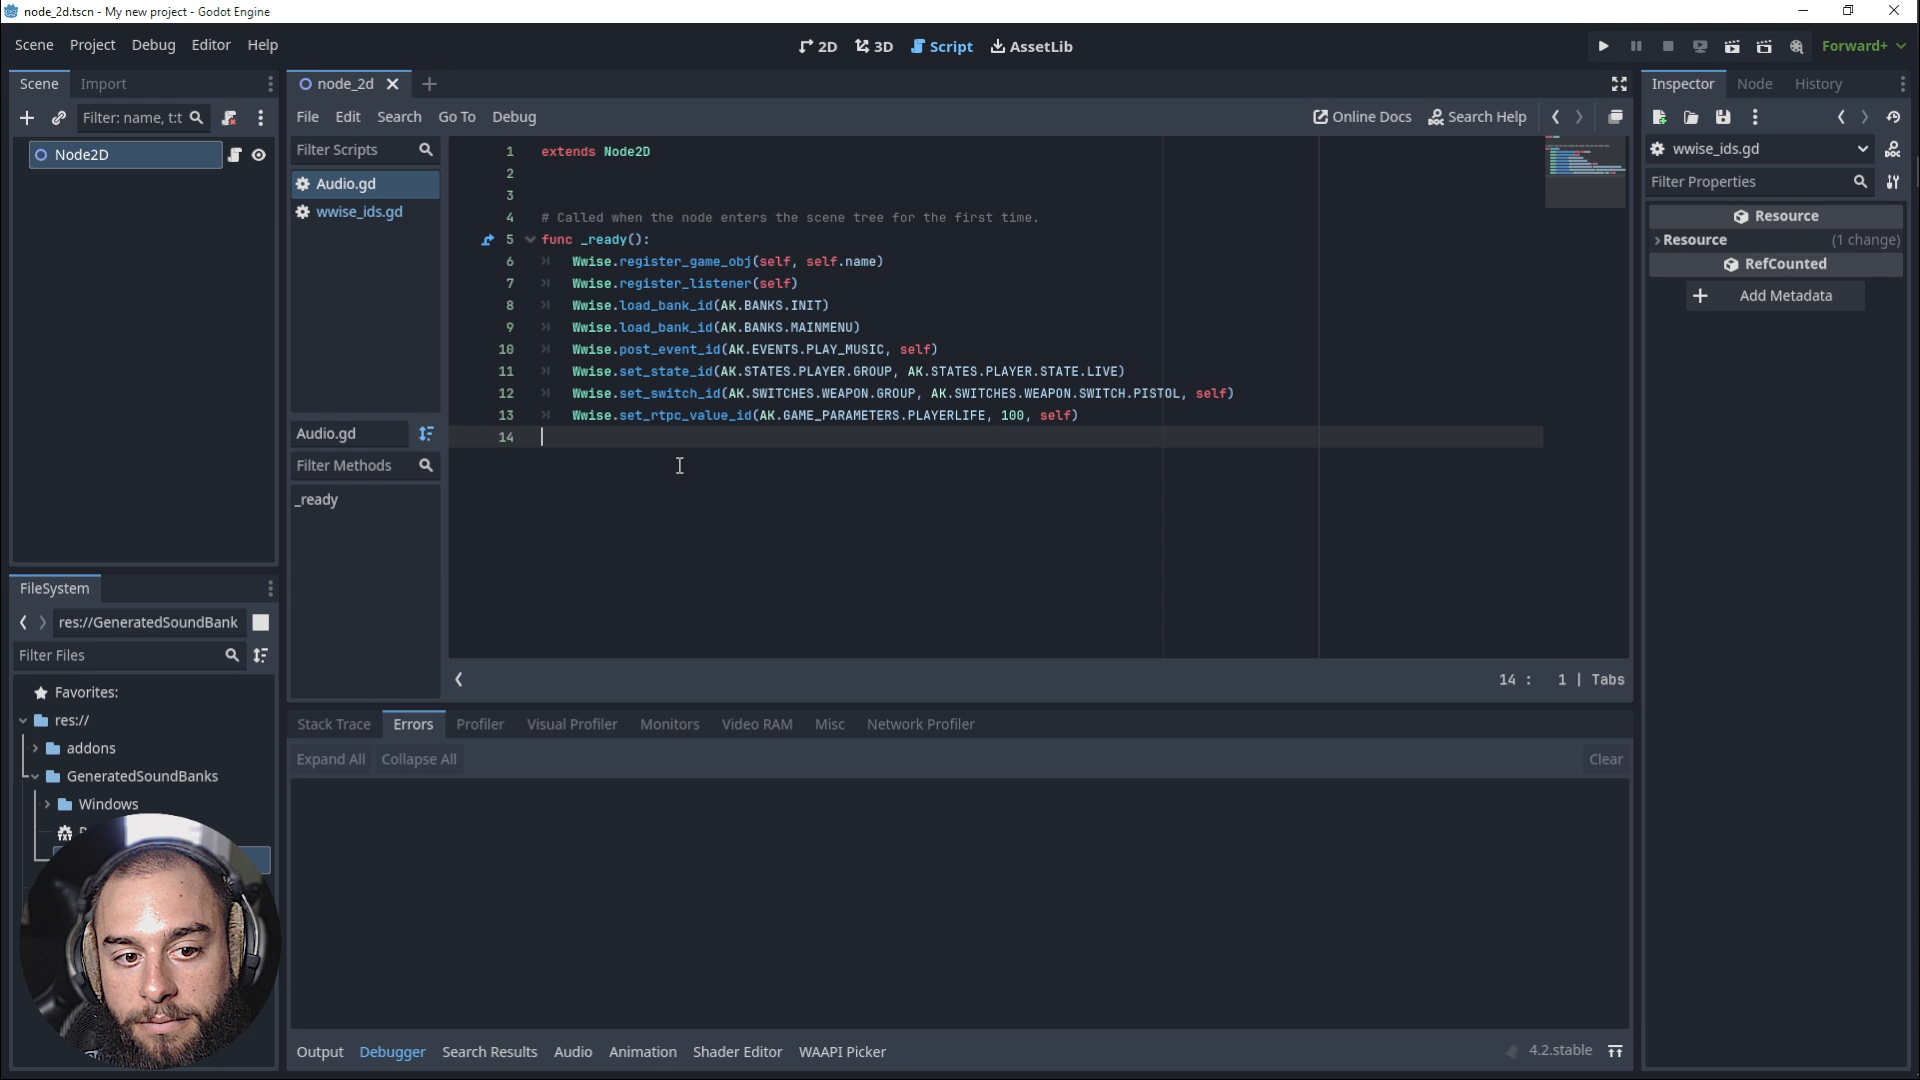 node_2d.tscn - My new project - Godot Engine
Scene Project Debug Editor Help
2D 3D Script AssetLib
Forward+
Scene Import
Filter: name, t:t
Node2D
FileSystem
res://GeneratedSoundBank
Filter Files
Favorites:
res://
addons
GeneratedSoundBanks
Windows
node_2d
File Edit Search Go To Debug
Online Docs Search Help
Filter Scripts
Audio.gd
wwise_ids.gd
Audio.gd
Filter Methods
_ready
1 extends Node2D
2
3
4 # Called when the node enters the scene tree for the first time.
5 func _ready():
6 Wwise.register_game_obj(self, self.name)
7 Wwise.register_listener(self)
8 Wwise.load_bank_id(AK.BANKS.INIT)
9 Wwise.load_bank_id(AK.BANKS.MAINMENU)
10 Wwise.post_event_id(AK.EVENTS.PLAY_MUSIC, self)
11 Wwise.set_state_id(AK.STATES.PLAYER.GROUP, AK.STATES.PLAYER.STATE.LIVE)
12 Wwise.set_switch_id(AK.SWITCHES.WEAPON.GROUP, AK.SWITCHES.WEAPON.SWITCH.PISTOL, self)
13 Wwise.set_rtpc_value_id(AK.GAME_PARAMETERS.PLAYERLIFE, 100, self)
14
14 : 1 | Tabs
Stack Trace Errors Profiler Visual Profiler Monitors Video RAM Misc Network Profiler
Expand All Collapse All Clear
Output Debugger Search Results Audio Animation Shader Editor WAAPI Picker
4.2.stable
Inspector Node History
wwise_ids.gd
Filter Properties
Resource
Resource (1 change)
RefCounted
Add Metadata